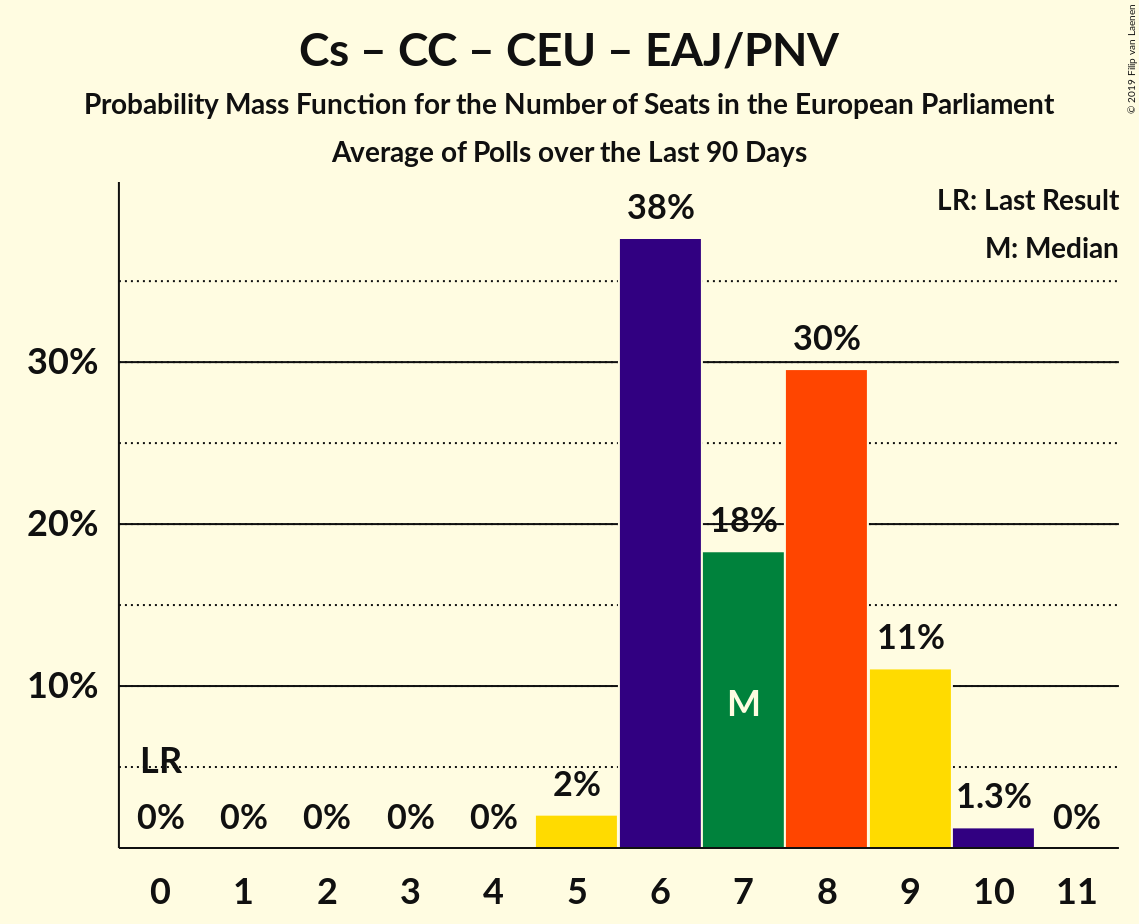 Cs – CC – CEU – EAJ/PNV
Probability Mass Function for the Number of Seats in the European Parliament
Average of Polls over the Last 90 Days
© 2019 Filip van Laenen
LR: Last Result
M: Median
38%
30%
30%
20%
18%
11%
10%
M
LR
2%
1.3%
0% 0% 0% 0% 0% 0%
0 1 2 3 4 5 6 7 8 9 10 11